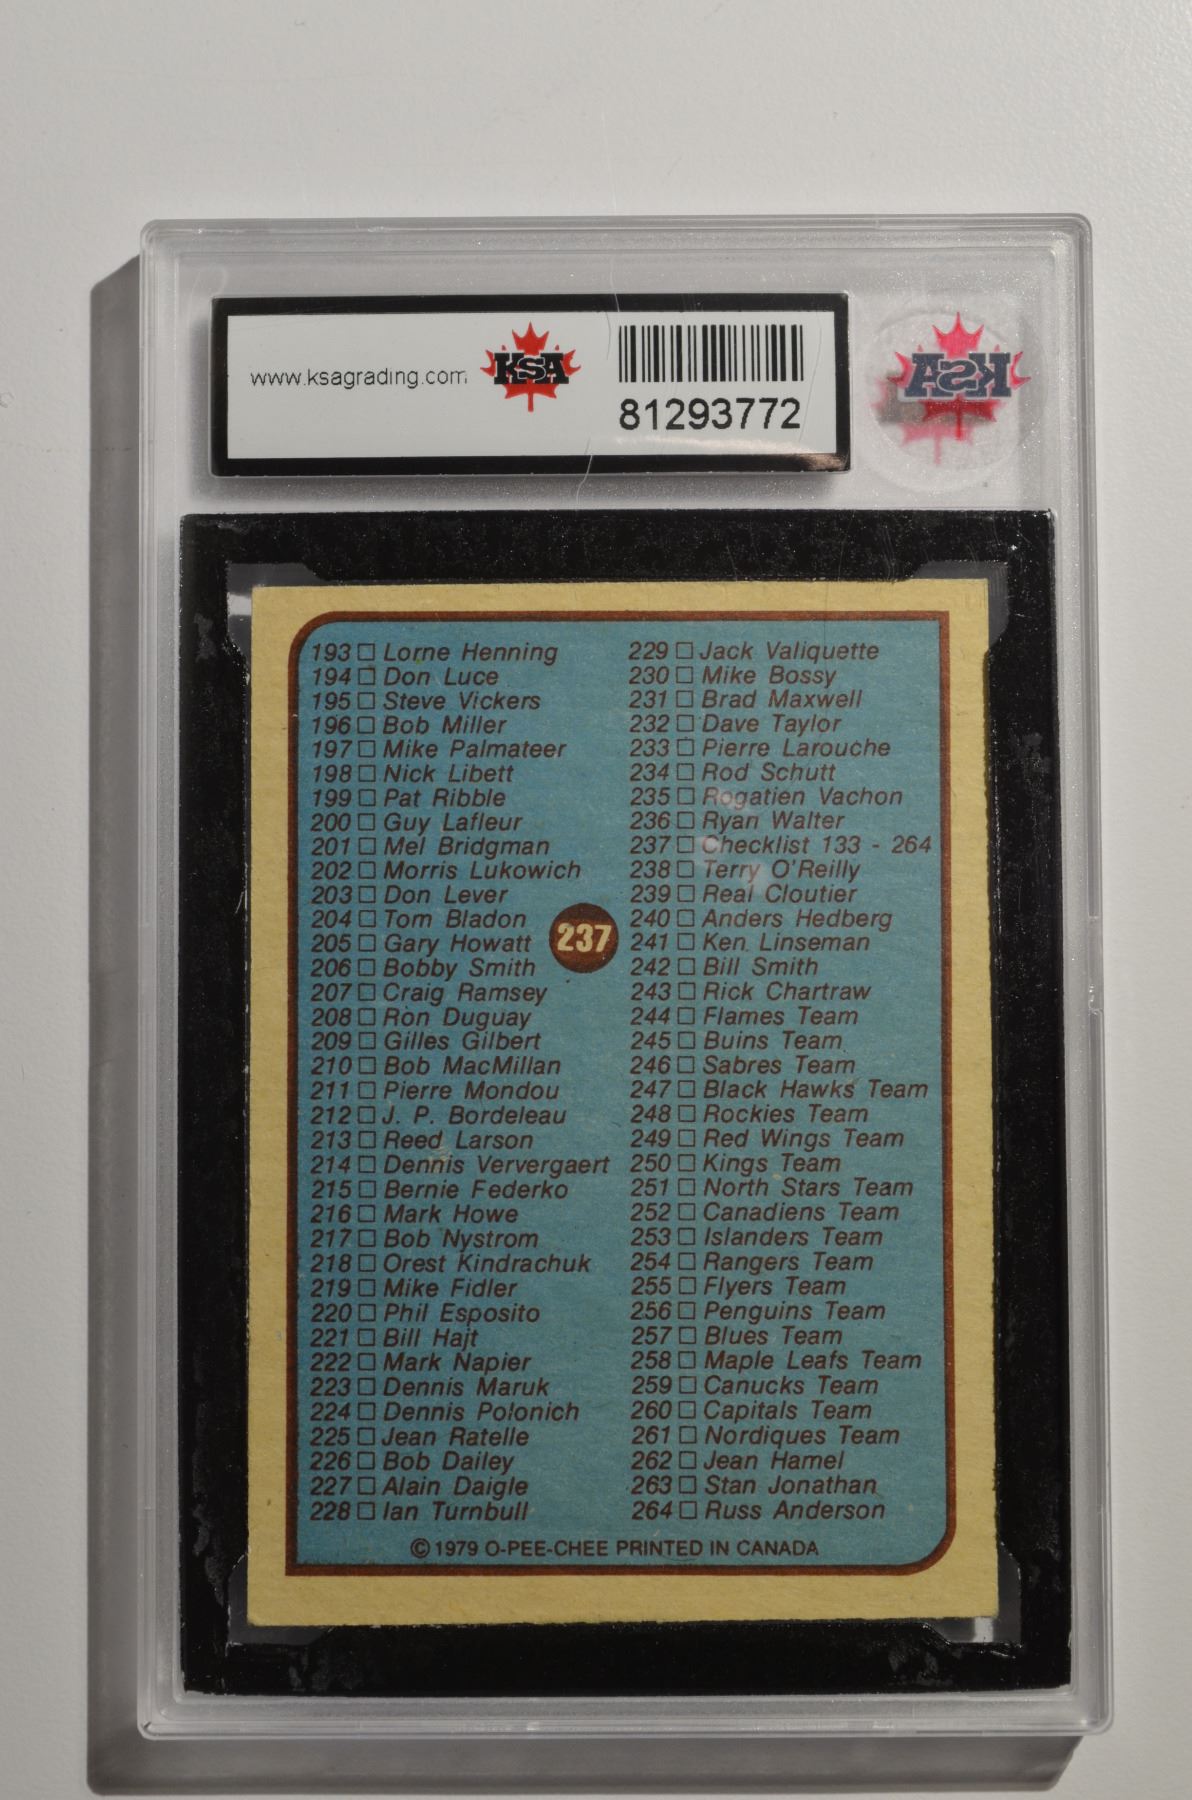 www.ksagrading.com
KSA
81293772
KSA
193 □ Lorne Henning
194 □ Don Luce
195 □ Steve Vickers
196 □ Bob Miller
197 □ Mike Palmateer
198 □ Nick Libett
199 □ Pat Ribble
200 □ Guy Lafleur
201 □ Mel Bridgman
202 □ Morris Lukowich
203 □ Don Lever
204 □ Tom Bladon
205 □ Gary Howatt
206 □ Bobby Smith
207 □ Craig Ramsey
208 □ Ron Duguay
209 □ Gilles Gilbert
210 □ Bob MacMillan
211 □ Pierre Mondou
212 □ J. P. Bordeleau
213 □ Reed Larson
214 □ Dennis Ververgaert
215 □ Bernie Federko
216 □ Mark Howe
217 □ Bob Nystrom
218 □ Orest Kindrachuk
219 □ Mike Fidler
220 □ Phil Esposito
221 □ Bill Hajt
222 □ Mark Napier
223 □ Dennis Maruk
224 □ Dennis Polonich
225 □ Jean Ratelle
226 □ Bob Dailey
227 □ Alain Daigle
228 □ Ian Turnbull
237
229 □ Jack Valiquette
230 □ Mike Bossy
231 □ Brad Maxwell
232 □ Dave Taylor
233 □ Pierre Larouche
234 □ Rod Schutt
235 □ Rogatien Vachon
236 □ Ryan Walter
237 □ Checklist 133 - 264
238 □ Terry O'Reilly
239 □ Real Cloutier
240 □ Anders Hedberg
241 □ Ken Linseman
242 □ Bill Smith
243 □ Rick Chartraw
244 □ Flames Team
245 □ Buins Team
246 □ Sabres Team
247 □ Black Hawks Team
248 □ Rockies Team
249 □ Red Wings Team
250 □ Kings Team
251 □ North Stars Team
252 □ Canadiens Team
253 □ Islanders Team
254 □ Rangers Team
255 □ Flyers Team
256 □ Penguins Team
257 □ Blues Team
258 □ Maple Leafs Team
259 □ Canucks Team
260 □ Capitals Team
261 □ Nordiques Team
262 □ Jean Hamel
263 □ Stan Jonathan
264 □ Russ Anderson
© 1979 O-PEE-CHEE PRINTED IN CANADA